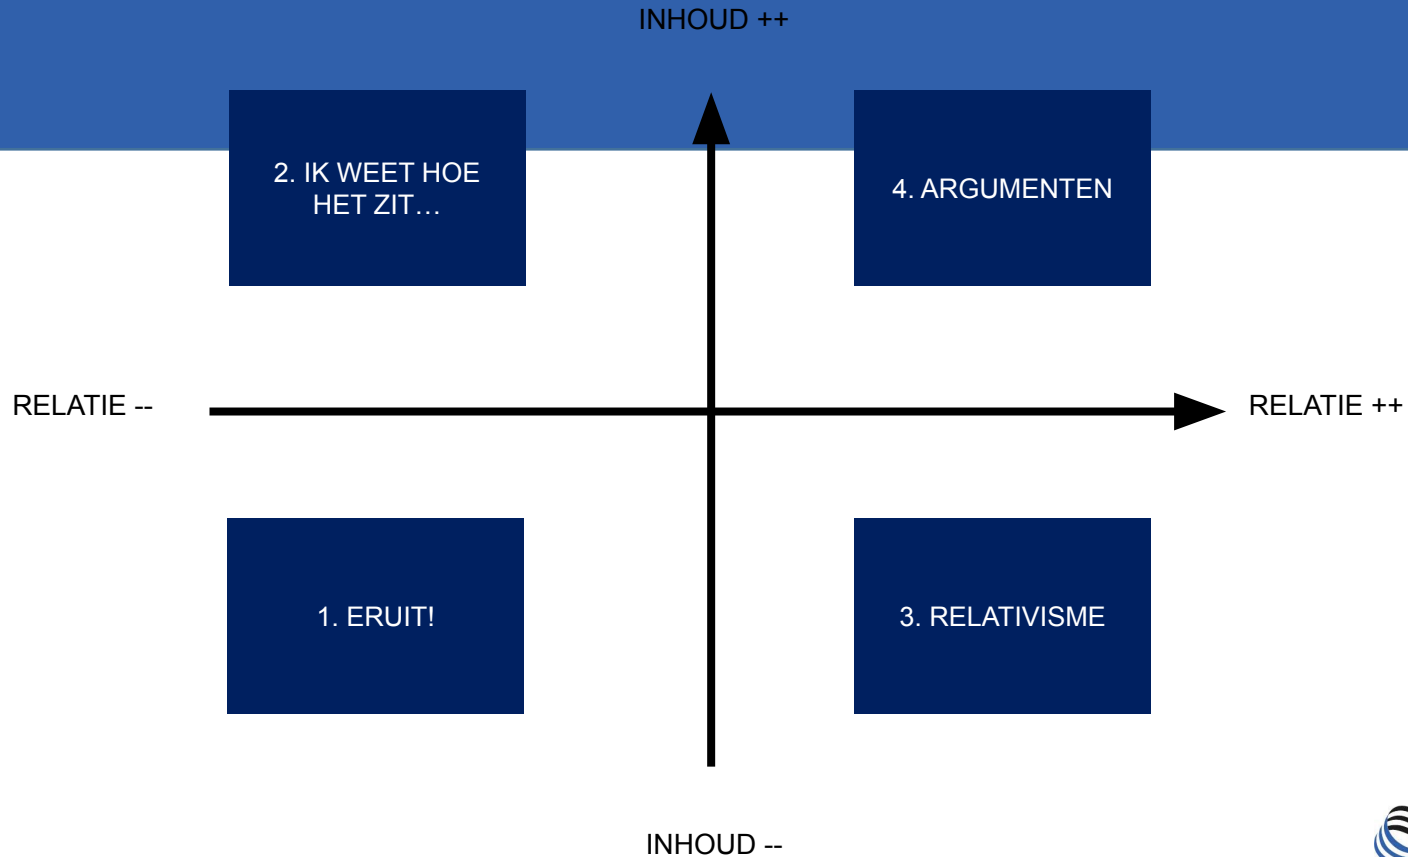 INHOUD ++
2. IK WEET HOE
HET ZIT…
4. ARGUMENTEN
RELATIE --
RELATIE ++
1. ERUIT!
3. RELATIVISME
INHOUD --